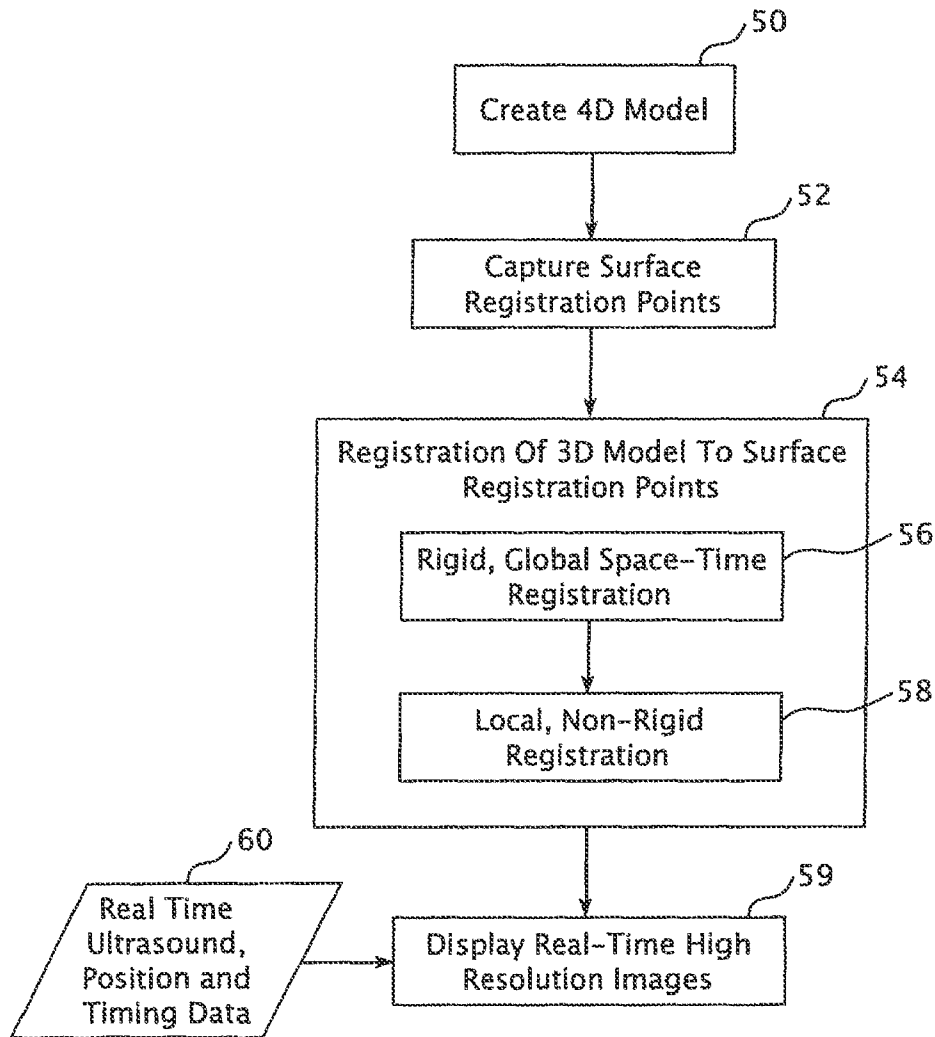 50
Create 4D Model
52
Capture Surface
Registration Points
54
Registration Of 3D Model To Surface
Registration Points
56
Rigid, Global Space-Time
Registration
58
Local, Non-Rigid
Registration
60
Real Time
Ultrasound,
Position and
Timing Data
59
Display Real-Time High
Resolution Images